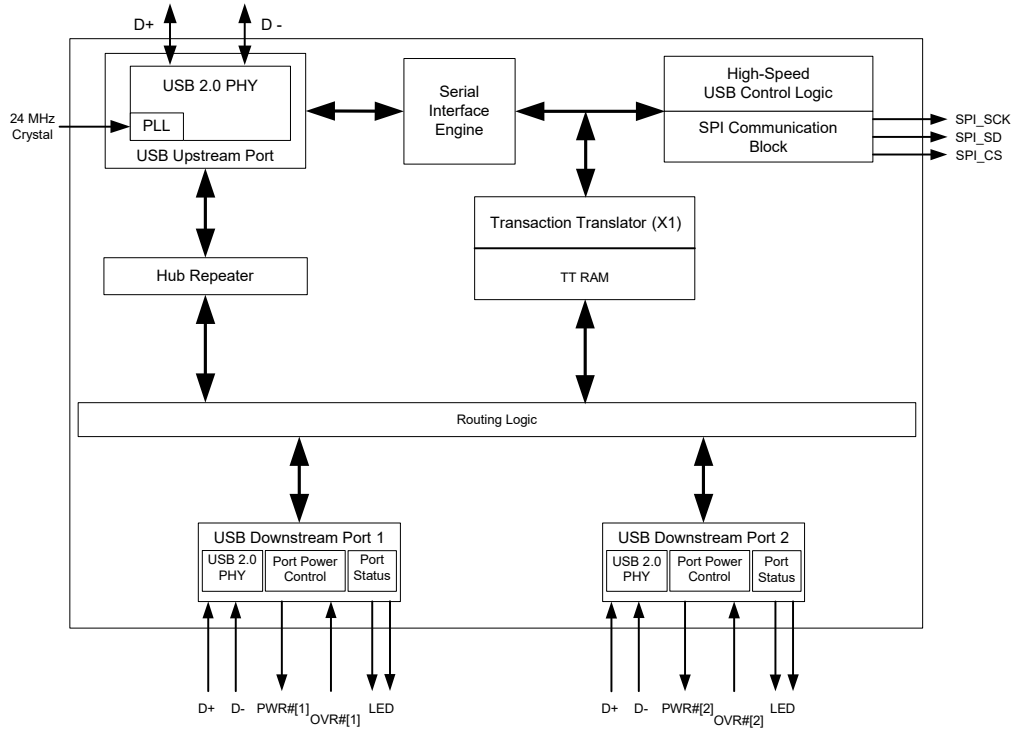 D+
D -
USB 2.0 PHY
PLL
USB Upstream Port
24 MHz
Crystal
Serial
Interface
Engine
High-Speed
USB Control Logic
SPI Communication
Block
SPI_SCK
SPI_SD
SPI_CS
Transaction Translator (X1)
TT RAM
Hub Repeater
Routing Logic
USB Downstream Port 1
USB 2.0
PHY
Port Power
Control
Port
Status
USB Downstream Port 2
USB 2.0
PHY
Port Power
Control
Port
Status
D+
D-
PWR#[1]
OVR#[1]
LED
D+
D-
PWR#[2]
OVR#[2]
LED